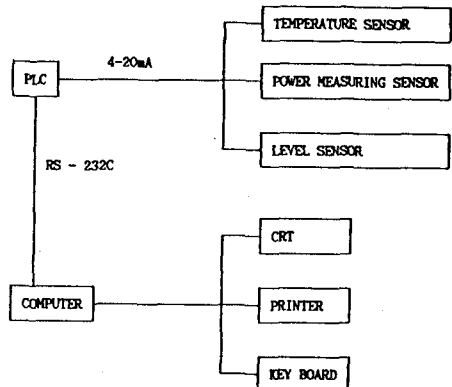 TEMPERATURE SENSOR
4-20mA
PLC
POWER MEASURING SENSOR
LEVEL SENSOR
RS - 232C
CRT
COMPUTER
PRINTER
KEY BOARD